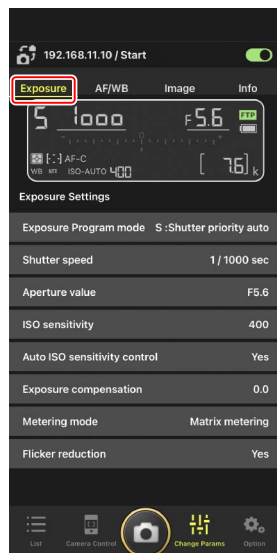 192.168.11.10 / Start
Exposure AF/WB Image Info
S 1000 F5.6 FTP
AF-C
WB AUTO ISO-AUTO 400 [ 7.6] k
Exposure Settings
Exposure Program mode S :Shutter priority auto
Shutter speed 1 / 1000 sec
Aperture value F5.6
ISO sensitivity 400
Auto ISO sensitivity control Yes
Exposure compensation 0.0
Metering mode Matrix metering
Flicker reduction Yes
List Camera Control Change Params Option